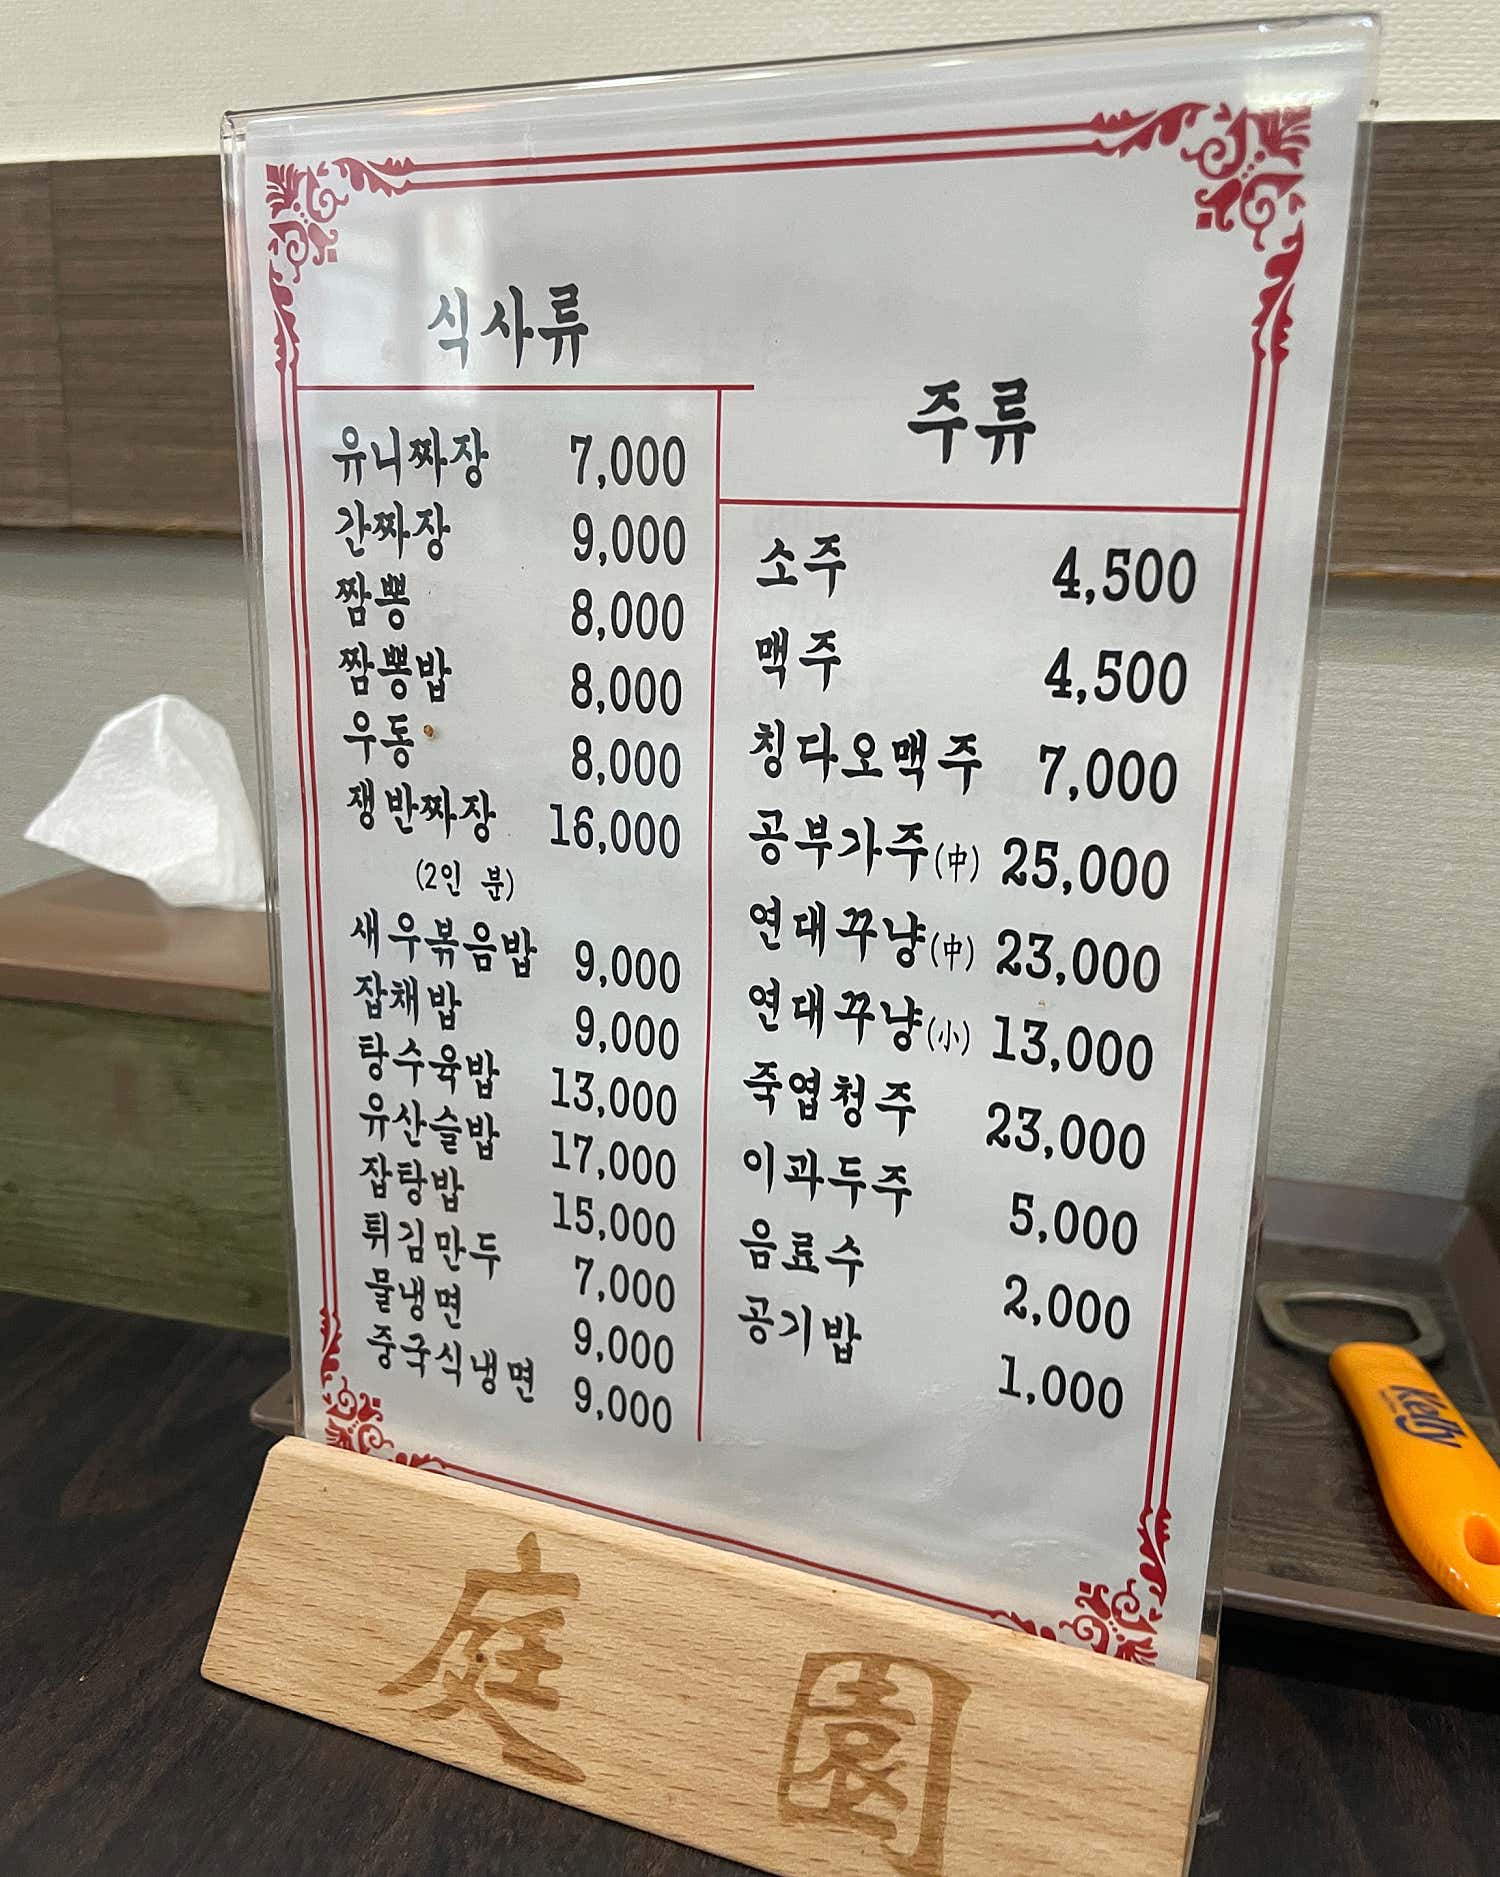 식사류
유니짜장 7,000
간짜장 9,000
짬뽕 8,000
짬뽕밥 8,000
우동 8,000
쟁반짜장 16,000
(2인 분)
새우볶음밥 9,000
잡채밥 9,000
탕수육밥 13,000
유산슬밥 17,000
잡탕밥 15,000
튀김만두 7,000
물냉면 9,000
중국식냉면 9,000
주류
소주 4,500
맥주 4,500
칭다오맥주 7,000
공부가주(中) 25,000
연대꾸냥(中) 23,000
연대꾸냥(小) 13,000
죽엽청주 23,000
이과두주 5,000
음료수 2,000
공기밥 1,000
庭園
Kelly